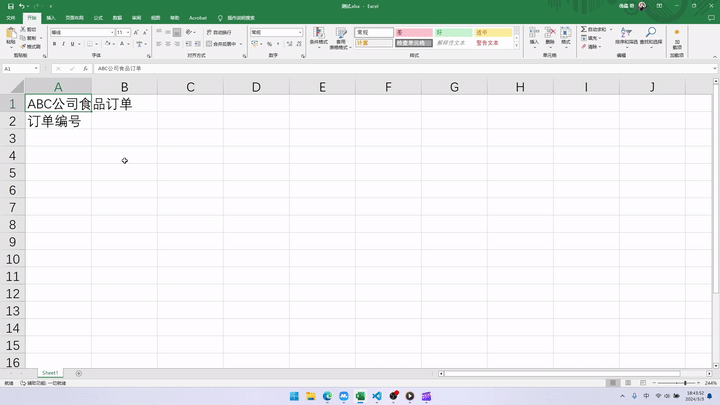 测试.xlsx - Excel
文件 开始 插入 页面布局 公式 数据 审阅 视图 帮助 Acrobat 操作说明搜索
粘贴 剪切 复制 格式刷 剪贴板
等线 11 B I U 字体
自动换行 合并后居中 对齐方式
常规 % 数字
条件格式 套用表格格式
常规 差 好 适中
计算 检查单元格 解释性文本 警告文本
样式
插入 删除 格式 单元格
自动求和 填充 清除 排序和筛选 查找和选择 编辑
加载项 加载项
A1 fx ABC公司食品订单
A B C D E F G H I J
1 ABC公司食品订单
2 订单编号
3
4
5
6
7
8
9
10
11
12
13
14
15
16
Sheet1
就绪 辅助功能: 一切就绪 244%
中 18:43:52
2024/3/3